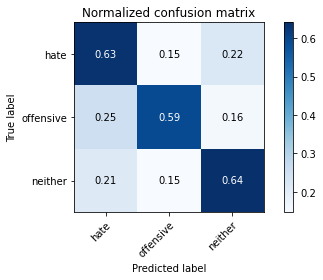 Normalized confusion matrix
True label
hate 0.63 0.15 0.22
offensive 0.25 0.59 0.16
neither 0.21 0.15 0.64
hate offensive neither
Predicted label
0.6
0.5
0.4
0.3
0.2